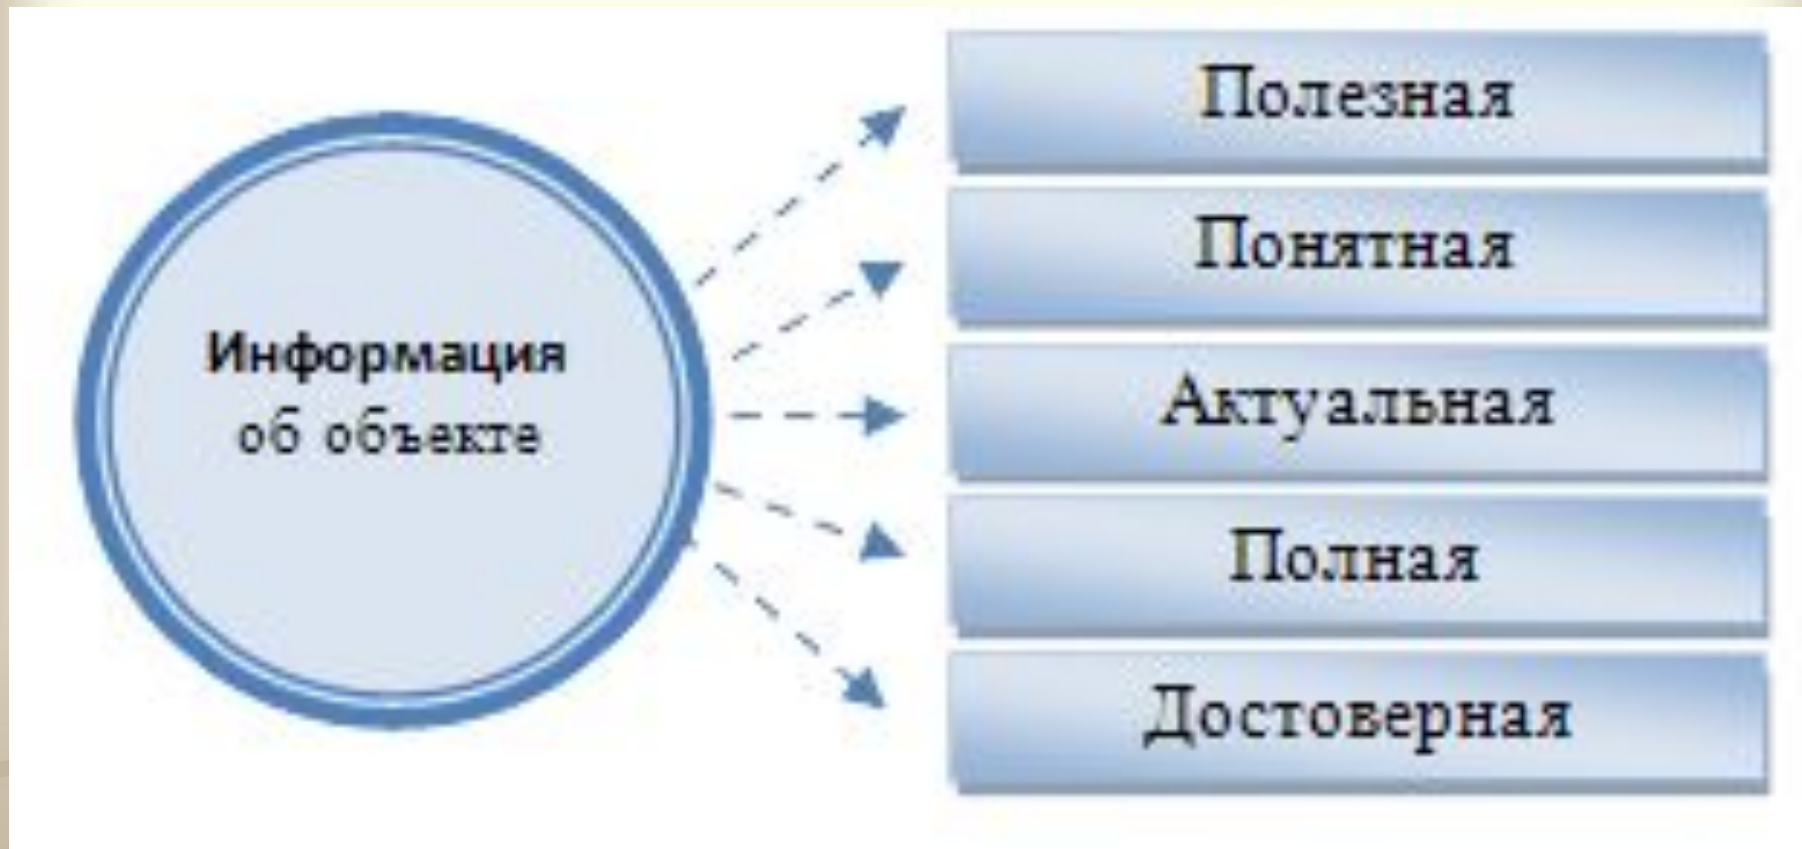 Информация
об объекте
Полезная
Понятная
Актуальная
Полная
Достоверная